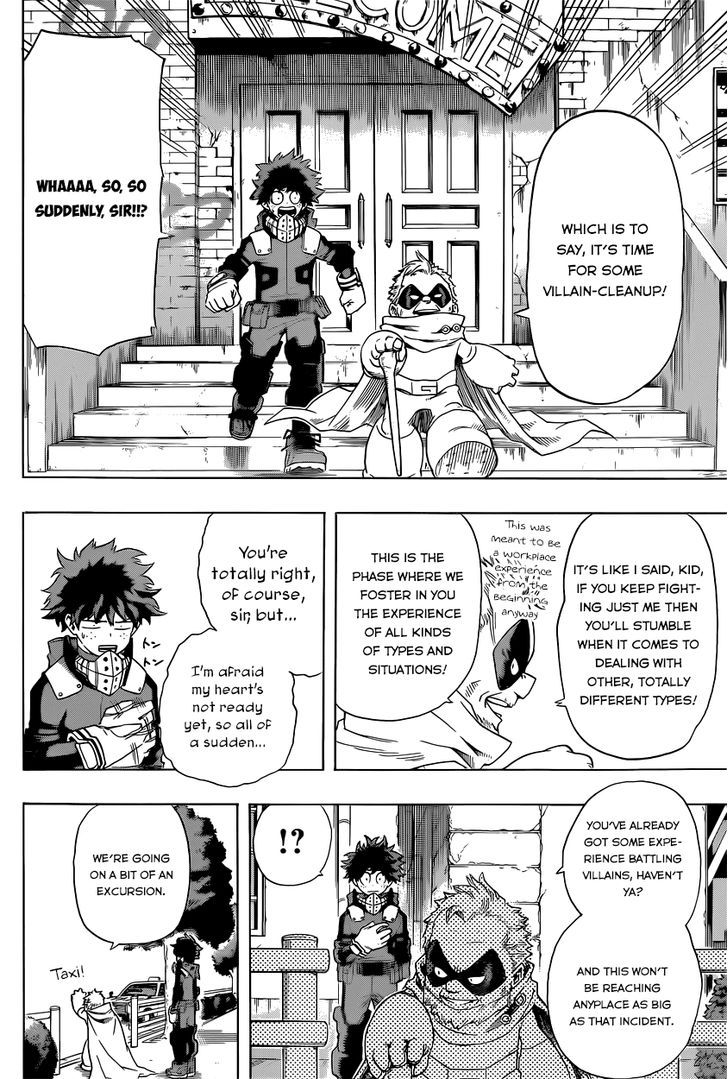 WELCOME
WHICH IS TO
SAY, IT'S TIME
FOR SOME
VILLAIN-CLEANUP!
WHAAAA, SO, SO
SUDDENLY, SIR!!!?
IT'S LIKE I SAID, KID,
IF YOU KEEP FIGHT-
ING JUST ME THEN
YOU'LL STUMBLE
WHEN IT COMES TO
DEALING WITH
OTHER, TOTALLY
DIFFERENT TYPES!
This was
meant to be
a workplace
experience
from the
beginning
anyway
THIS IS THE
PHASE WHERE WE
FOSTER IN YOU
THE EXPERIENCE
OF ALL KINDS
OF TYPES AND
SITUATIONS!
You're
totally right,
of course,
sir, but...
I'm afraid
my heart's
not ready
yet, so all of
a sudden...
トン
トン
YOU'VE ALREADY
GOT SOME EXPE-
RIENCE BATTLING
VILLAINS, HAVEN'T
YA?
AND THIS WON'T
BE REACHING
ANYPLACE AS BIG
AS THAT INCIDENT.
!?
WE'RE GOING
ON A BIT OF AN
EXCURSION.
Taxi!